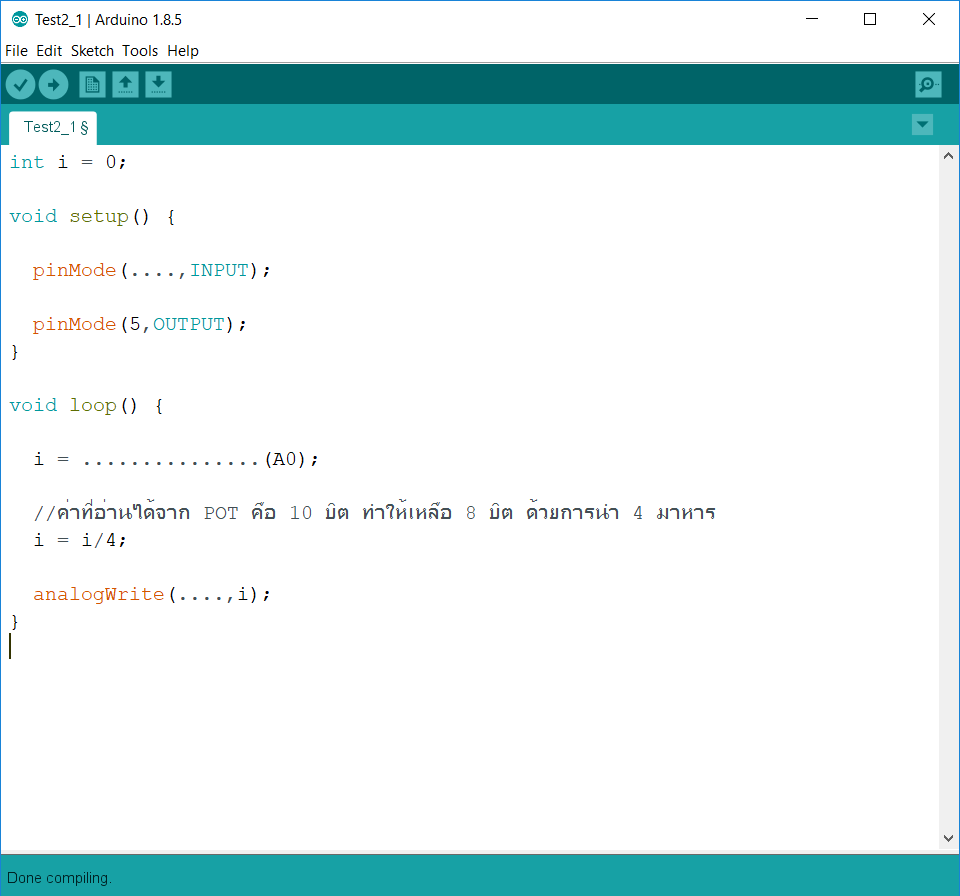 Test2_1 | Arduino 1.8.5
File Edit Sketch Tools Help
Test2_1 §
int i = 0;
void setup() {
pinMode(....,INPUT);
pinMode(5,OUTPUT);
}
void loop() {
i = ...............(A0);
//ค่าที่อ่านได้จาก POT คือ 10 บิต ทำให้เหลือ 8 บิต ด้วยการนำ 4 มาหาร
i = i/4;
analogWrite(....,i);
}
Done compiling.